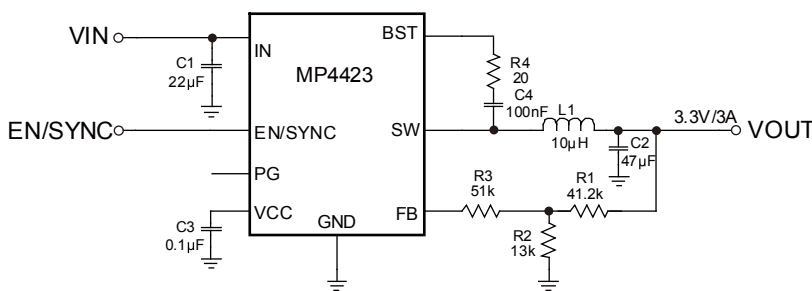 VIN
C1
22µF
IN
MP4423
BST
R4
20
C4
100nF
EN/SYNC
EN/SYNC
SW
L1
10µH
3.3V/3A
VOUT
C2
47µF
PG
R3
51k
R1
41.2k
VCC
GND
FB
C3
0.1µF
R2
13k